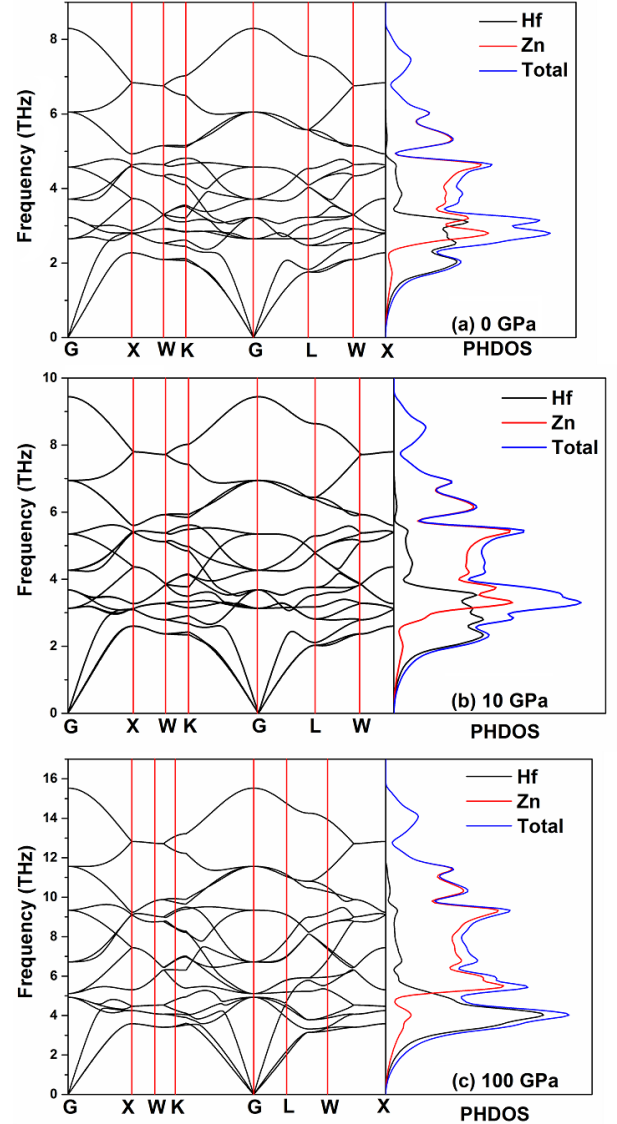 8
6
4
2
0
Frequency (THz)
Hf
Zn
Total
(a) 0 GPa
G X W K G L W X PHDOS
10
8
6
4
2
0
Frequency (THz)
Hf
Zn
Total
(b) 10 GPa
G X W K G L W PHDOS
16
14
12
10
8
6
4
2
0
Frequency (THz)
Hf
Zn
Total
(c) 100 GPa
G X W K G L W X PHDOS